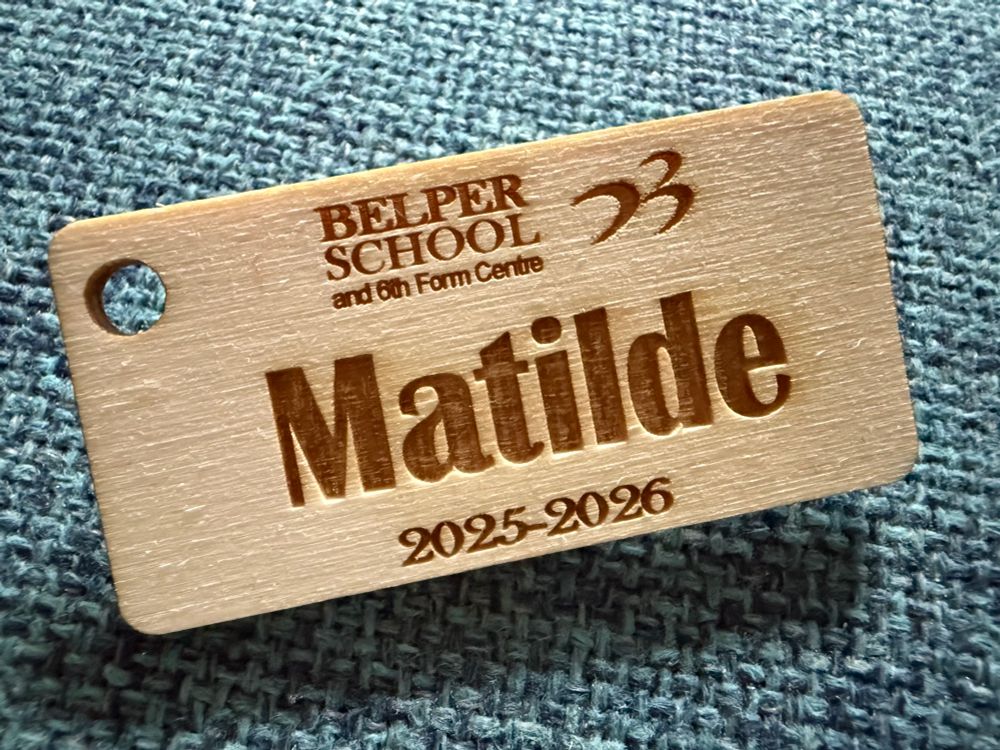 BELPER
SCHOOL
and 6th Form Centre
Matilde
2025-2026